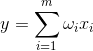 y = \sum_{i=1}^{m} \omega_i x_i